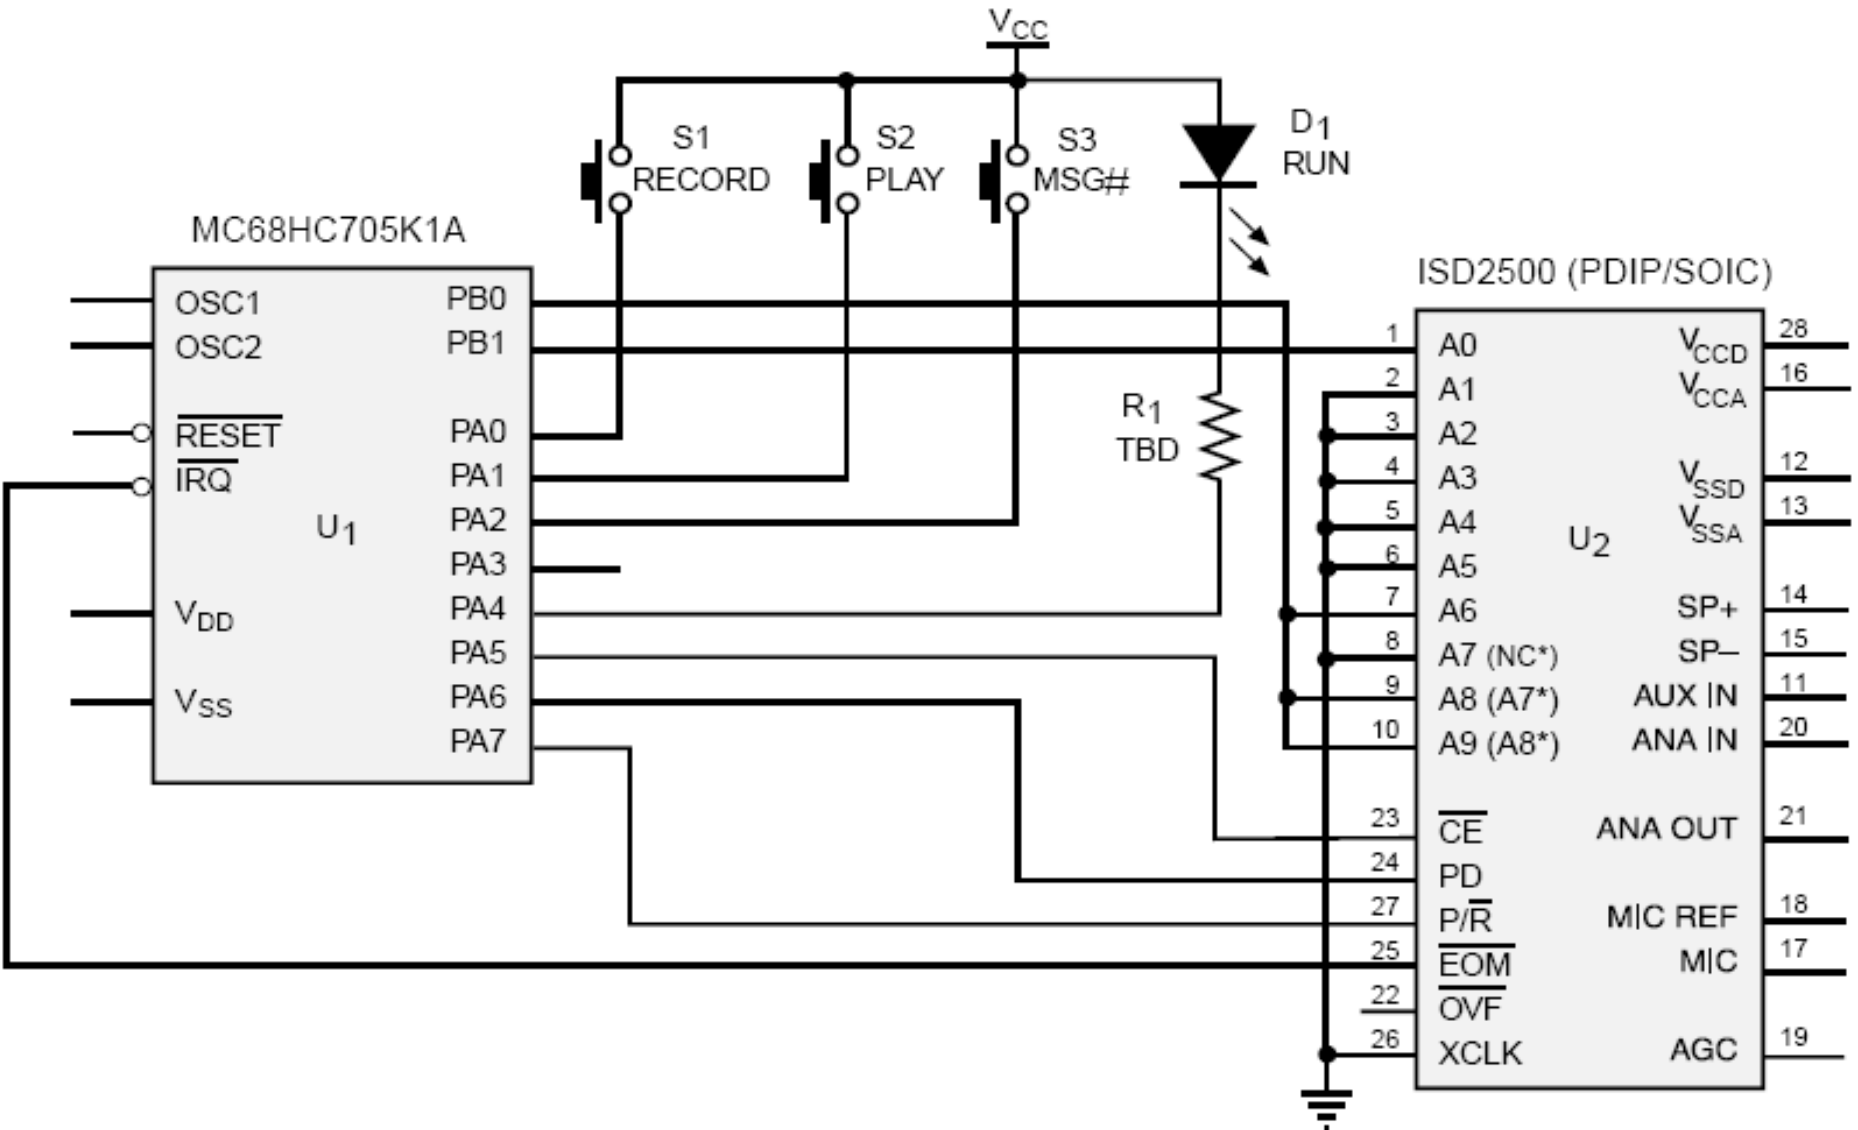 VCC
S1
RECORD
S2
PLAY
S3
MSG#
D1
RUN
MC68HC705K1A
OSC1
OSC2
RESET
IRQ
U1
VDD
VSS
PB0
PB1
PA0
PA1
PA2
PA3
PA4
PA5
PA6
PA7
R1
TBD
ISD2500 (PDIP/SOIC)
1 A0
2 A1
3 A2
4 A3
5 A4
6 A5
7 A6
8 A7 (NC*)
9 A8 (A7*)
10 A9 (A8*)
23 CE
24 PD
27 P/R
25 EOM
22 OVF
26 XCLK
U2
VCCD 28
VCCA 16
VSSD 12
VSSA 13
SP+ 14
SP– 15
AUX IN 11
ANA IN 20
ANA OUT 21
MIC REF 18
MIC 17
AGC 19